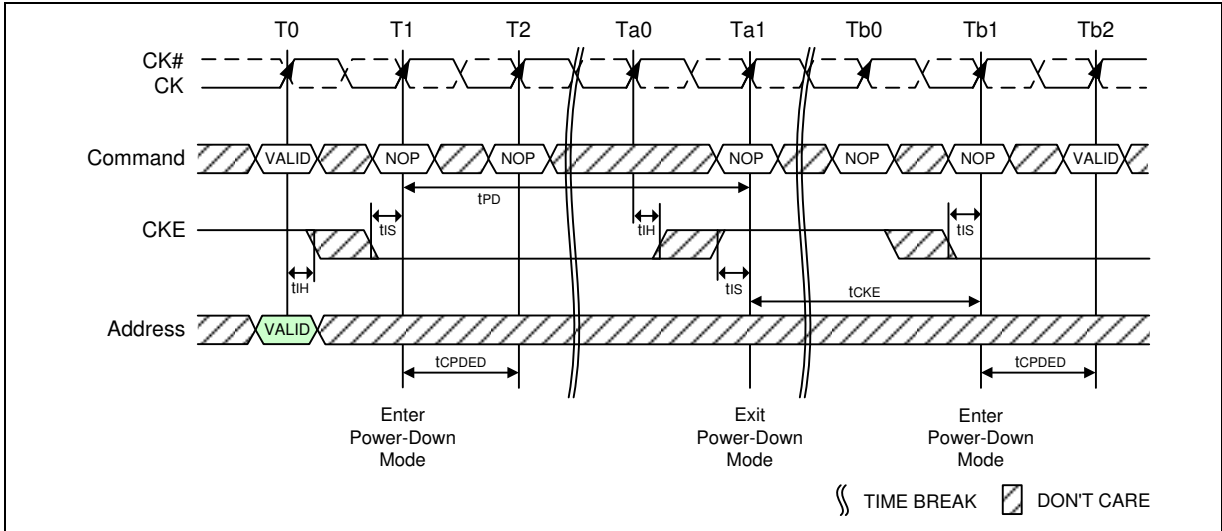 T0 T1 T2 Ta0 Ta1 Tb0 Tb1 Tb2
CK#
CK
Command VALID NOP NOP NOP NOP NOP VALID
tPD
tIS tIH tIS
CKE
tIH tIS tCKE
Address VALID
tCPDED tCPDED
Enter
Power-Down
Mode
Exit
Power-Down
Mode
Enter
Power-Down
Mode
TIME BREAK DON'T CARE